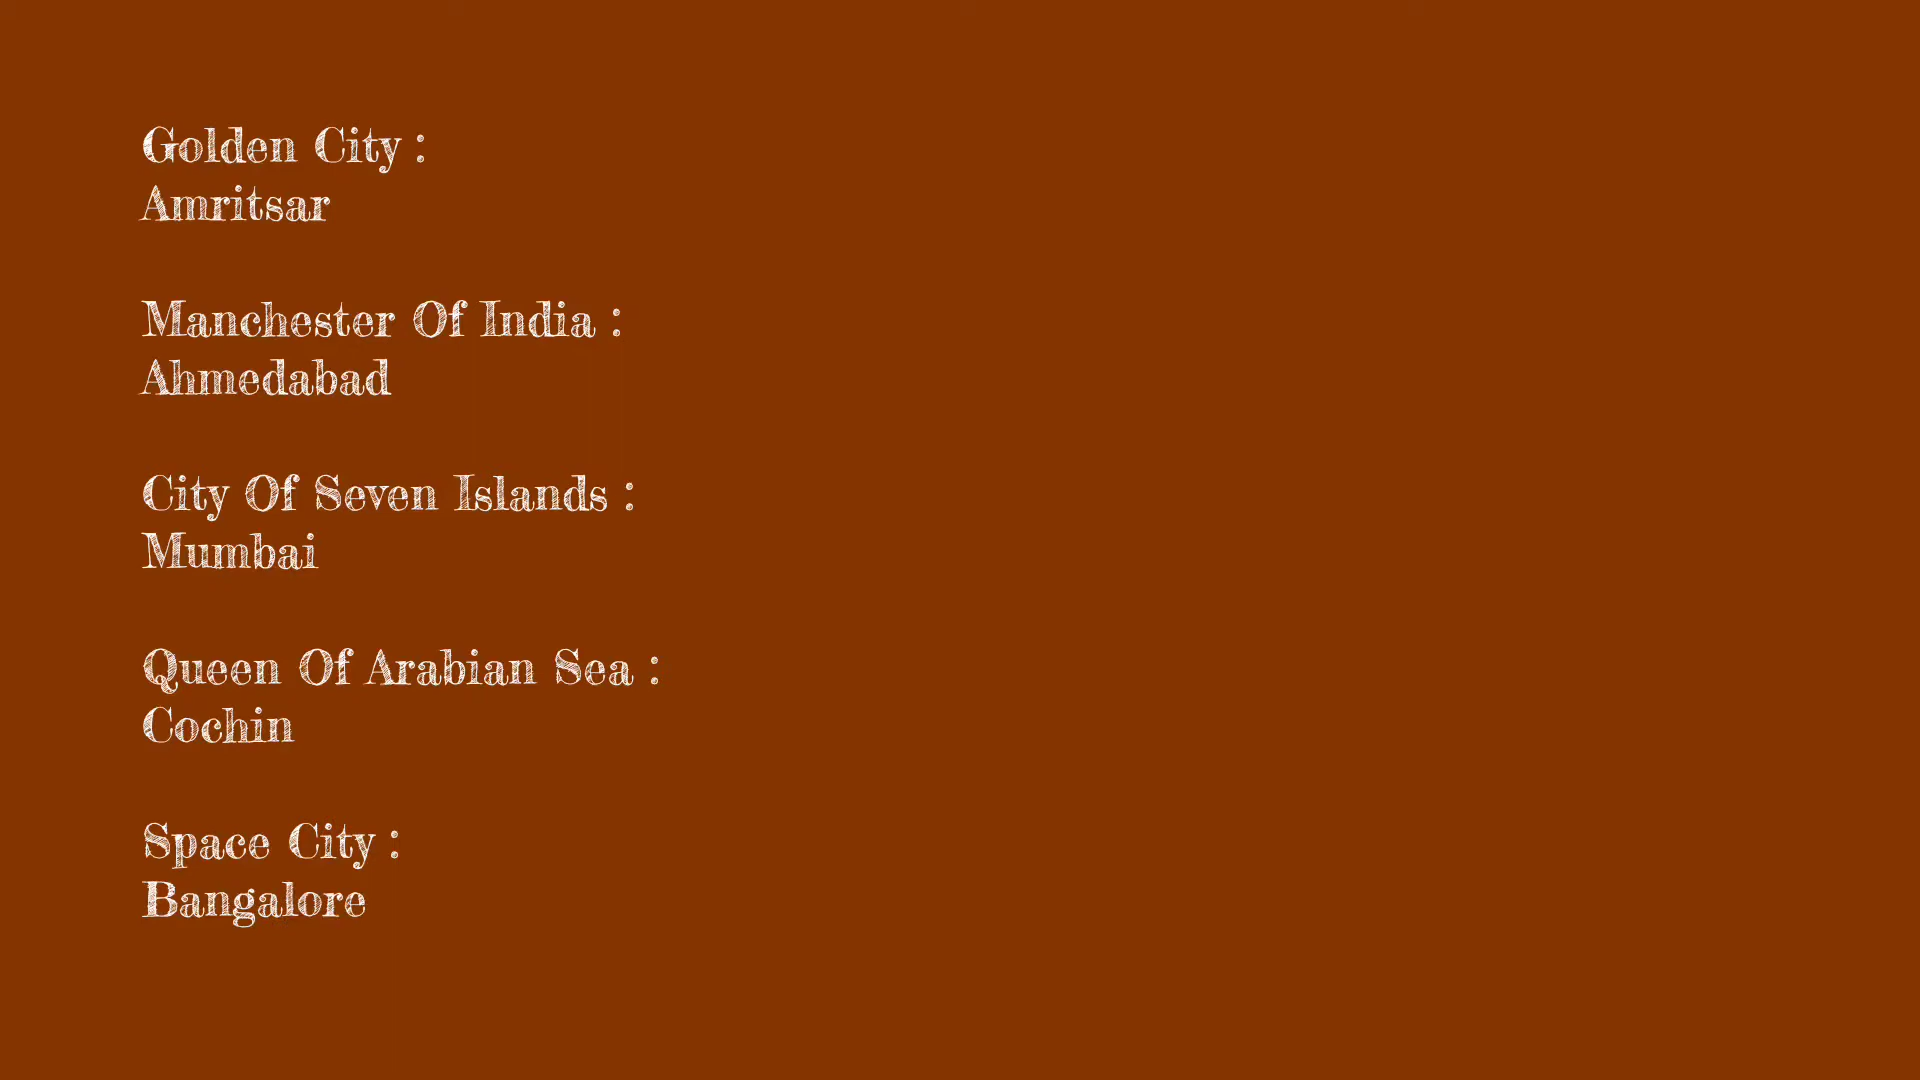 Golden City :
Amritsar
Manchester Of India :
Ahmedabad
City Of Seven Islands :
Mumbai
Queen Of Arabian Sea :
Cochin
Space City :
Bangalore